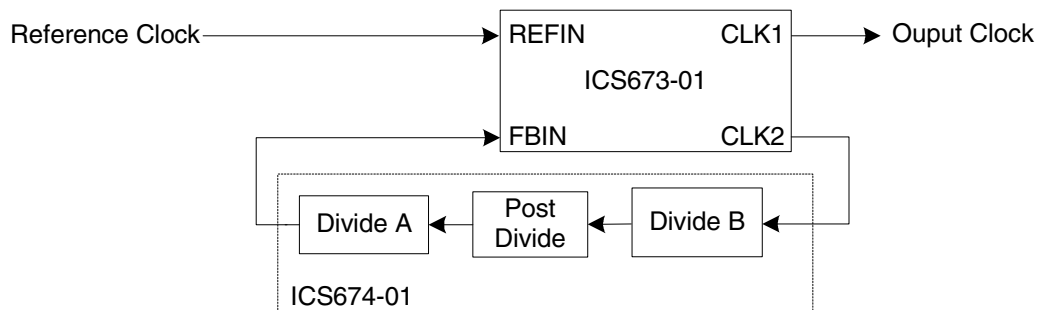 Reference Clock
REFIN
CLK1
Ouput Clock
ICS673-01
FBIN
CLK2
Divide A
Post
Divide
Divide B
ICS674-01